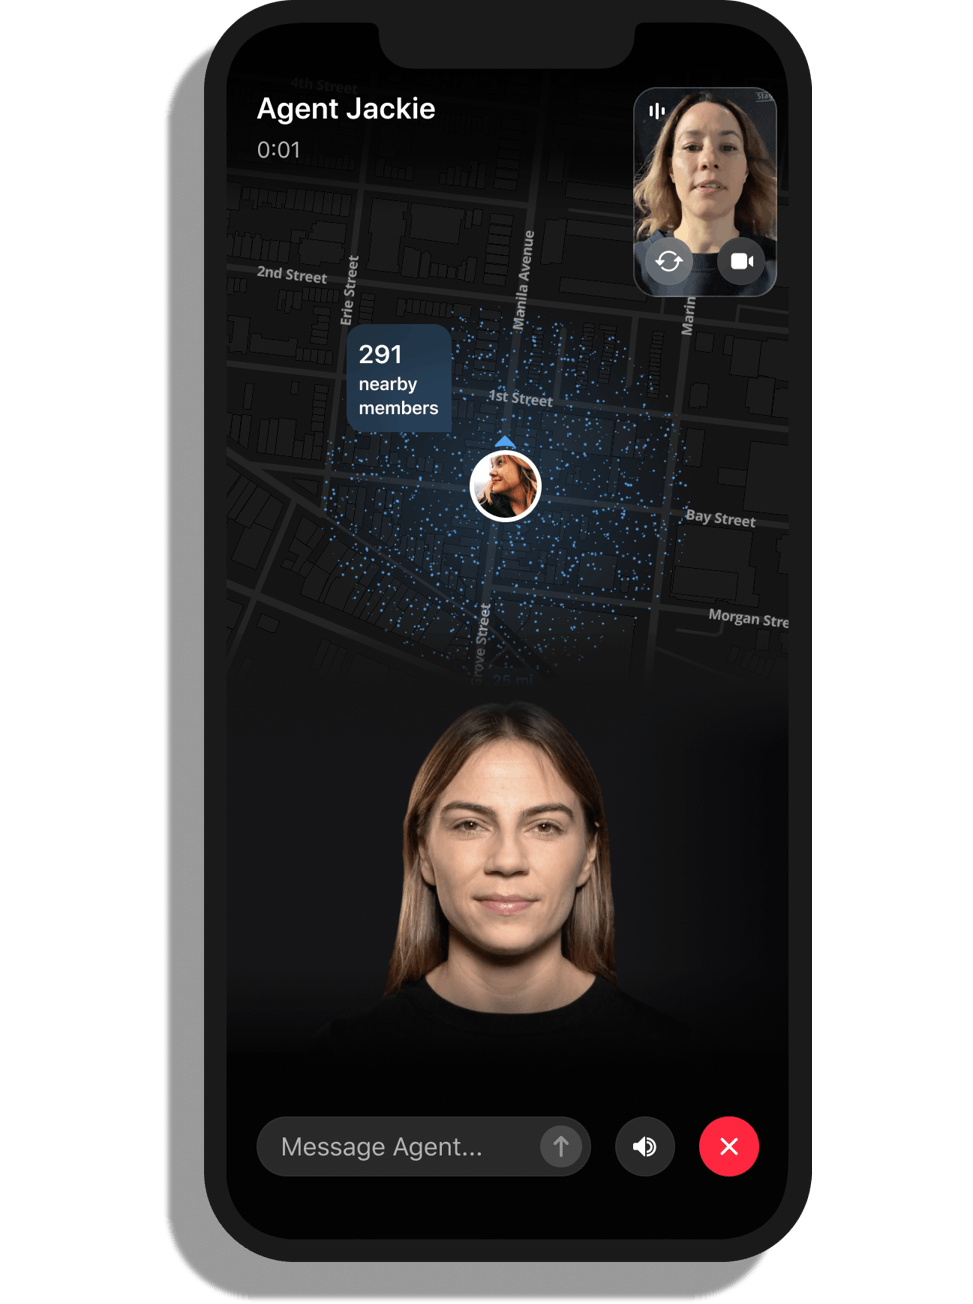 4th Street
Agent Jackie
0:01
2nd Street
Erie Street
Manila Avenue
Marin
291
nearby
members
1st Street
Bay Street
Morgan Stre
Grove Street
25 mi
Message Agent...